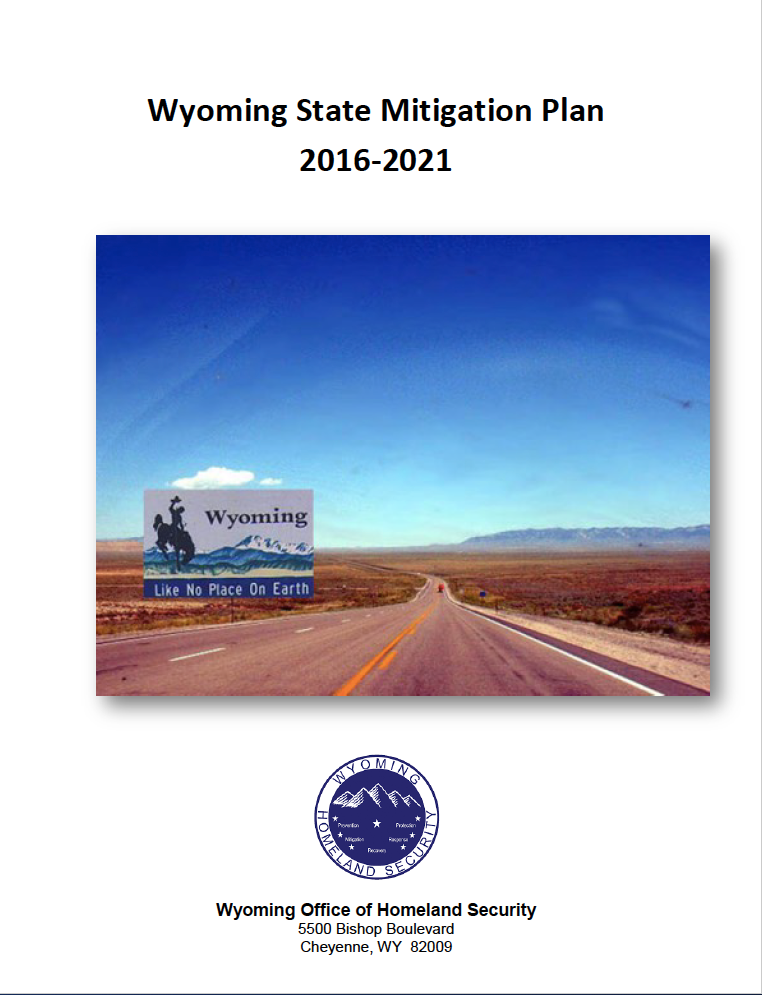 Wyoming State Mitigation Plan
2016-2021
Wyoming
Like No Place On Earth
WYOMING
Prevention
Protection
Mitigation
Response
Recovery
HOMELAND SECURITY
Wyoming Office of Homeland Security
5500 Bishop Boulevard
Cheyenne, WY 82009